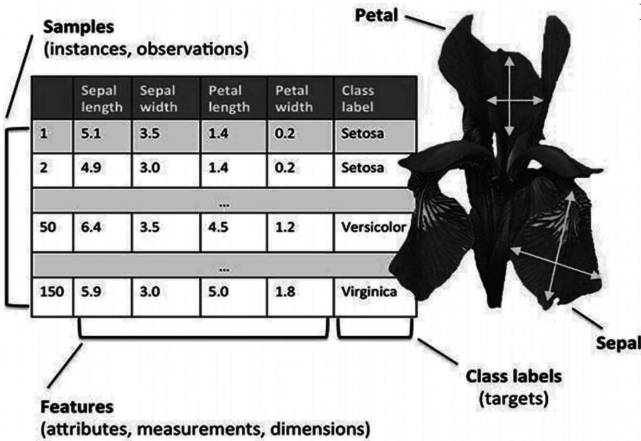 Samples
(instances, observations)
Petal
Sepal length Sepal width Petal length Petal width Class label
1 5.1 3.5 1.4 0.2 Setosa
2 4.9 3.0 1.4 0.2 Setosa
...
50 6.4 3.5 4.5 1.2 Versicolor
...
150 5.9 3.0 5.0 1.8 Virginica
Sepal
Class labels
(targets)
Features
(attributes, measurements, dimensions)